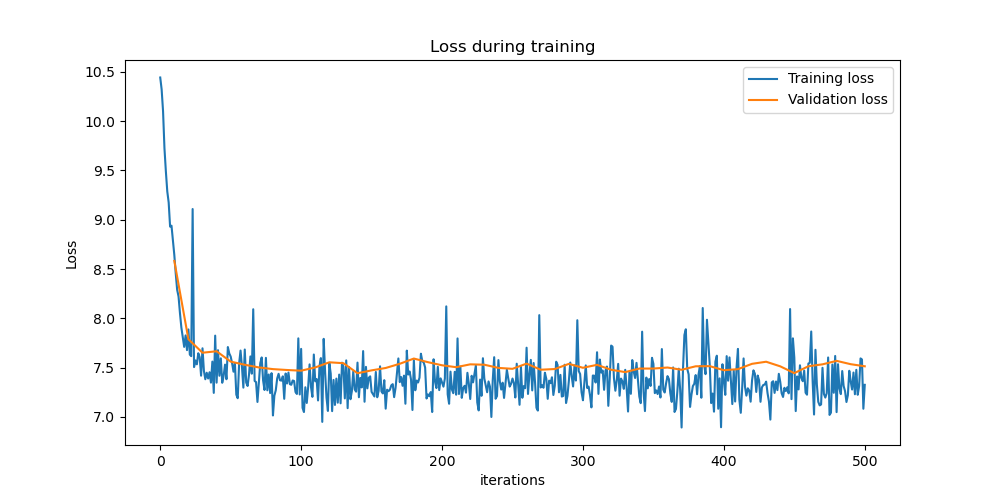 Loss during training
Training loss
Validation loss
10.5
10.0
9.5
9.0
8.5
8.0
7.5
7.0
Loss
0 100 200 300 400 500
iterations